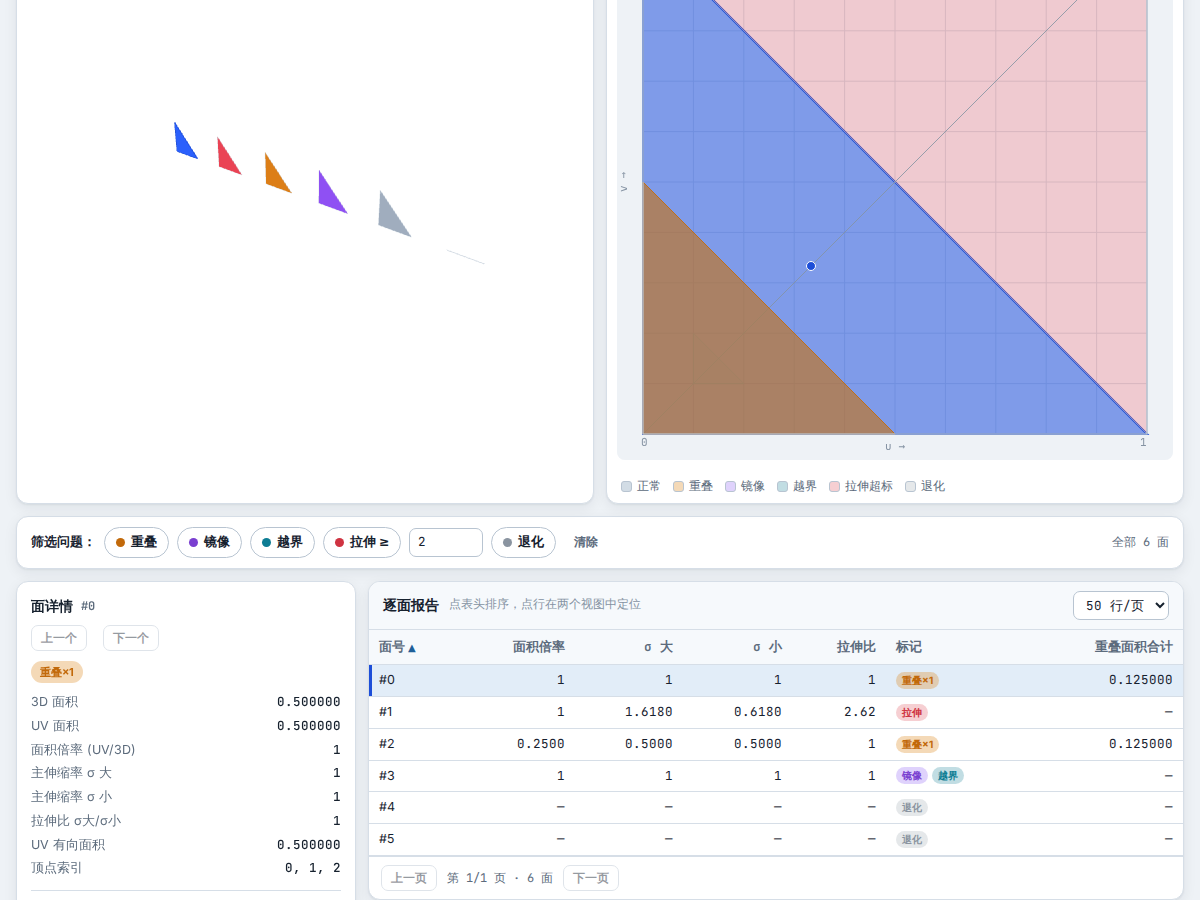 v →
0
u →
1
正常 重叠 镜像 越界 拉伸超标 退化
筛选问题： 重叠 镜像 越界 拉伸 ≥ 2 退化 清除 全部 6 面
面详情 #0
上一个 下一个
重叠×1
3D 面积 0.500000
UV 面积 0.500000
面积倍率 (UV/3D) 1
主伸缩率 σ 大 1
主伸缩率 σ 小 1
拉伸比 σ大/σ小 1
UV 有向面积 0.500000
顶点索引 0, 1, 2
逐面报告 点表头排序，点行在两个视图中定位 50 行/页
面号▲ 面积倍率 σ 大 σ 小 拉伸比 标记 重叠面积合计
#0 1 1 1 1 重叠×1 0.125000
#1 1 1.6180 0.6180 2.62 拉伸 —
#2 0.2500 0.5000 0.5000 1 重叠×1 0.125000
#3 1 1 1 1 镜像 越界 —
#4 — — — — 退化 —
#5 — — — — 退化 —
上一页 第 1/1 页 · 6 面 下一页